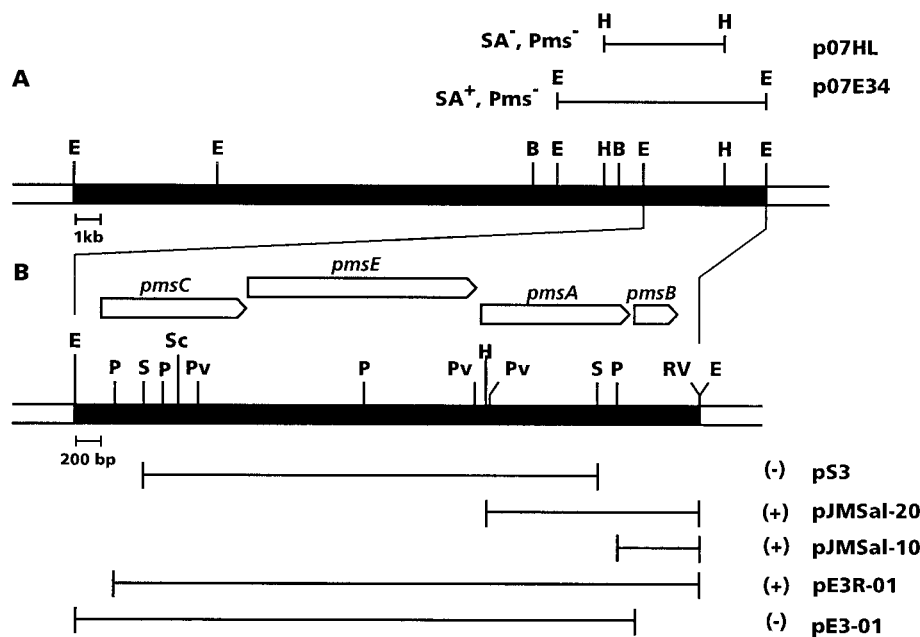 H H
SA⁻, Pms⁻ p07HL
A E E p07E34
SA⁺, Pms⁻
E E B E H B E H E
1kb
B
pmsE
pmsC pmsA pmsB
E Sc H
P S P Pv P Pv Pv S P RV E
200 bp
(-) pS3
(+) pJMSal-20
(+) pJMSal-10
(+) pE3R-01
(-) pE3-01